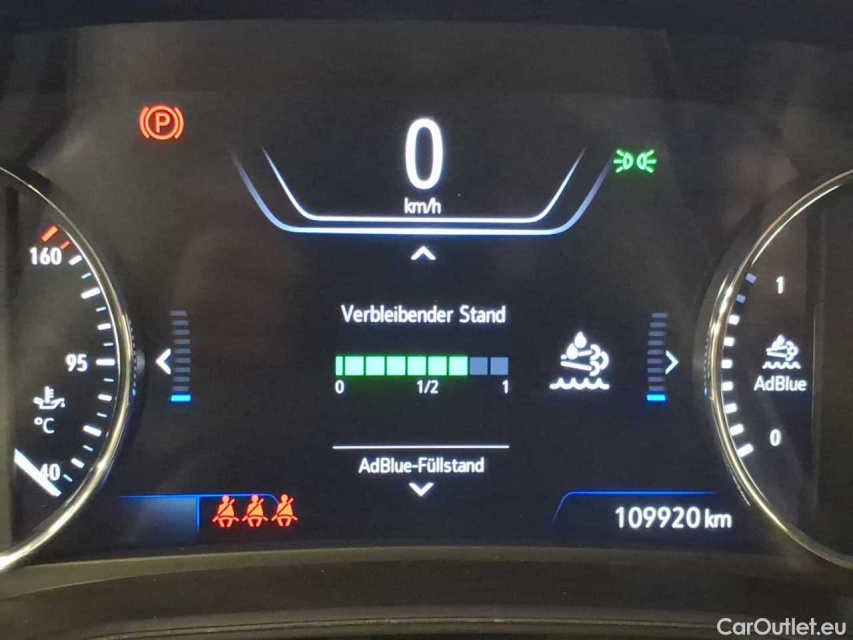 P
0
km/h
160
95
°C
40
Verbleibender Stand
0 1/2 1
AdBlue-Füllstand
1
AdBlue
0
109920 km
CarOutlet.eu